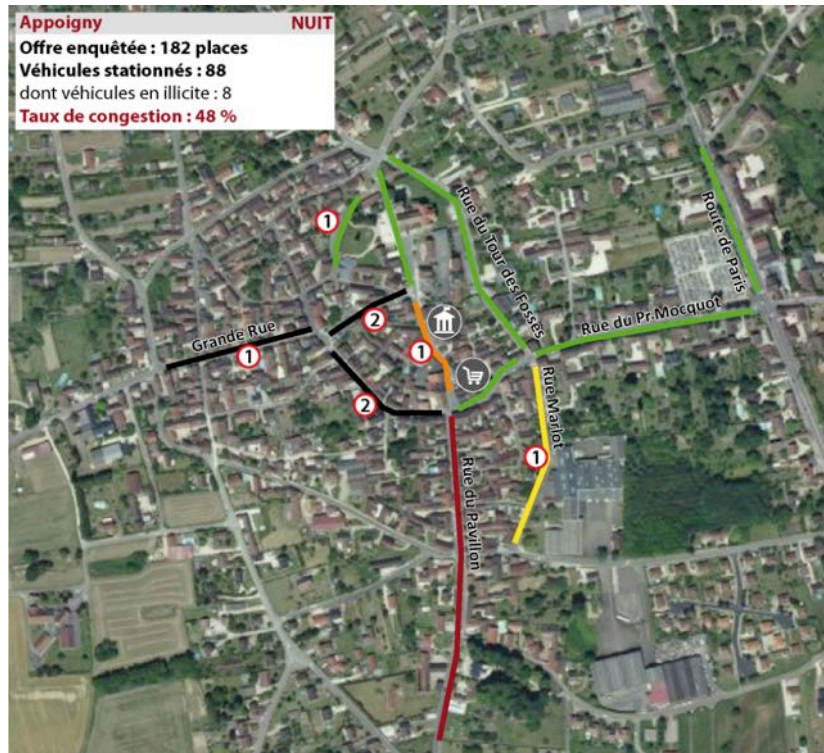 Appoigny NUIT
Offre enquêtée : 182 places
Véhicules stationnés : 88
dont véhicules en illicite : 8
Taux de congestion : 48 %
Rue du Tour des Fosses
Route de Paris
1
Rue du Pr.Mocquot
2
Grande Rue
1
1
2
Rue Marlot
1
Rue du Pavillon